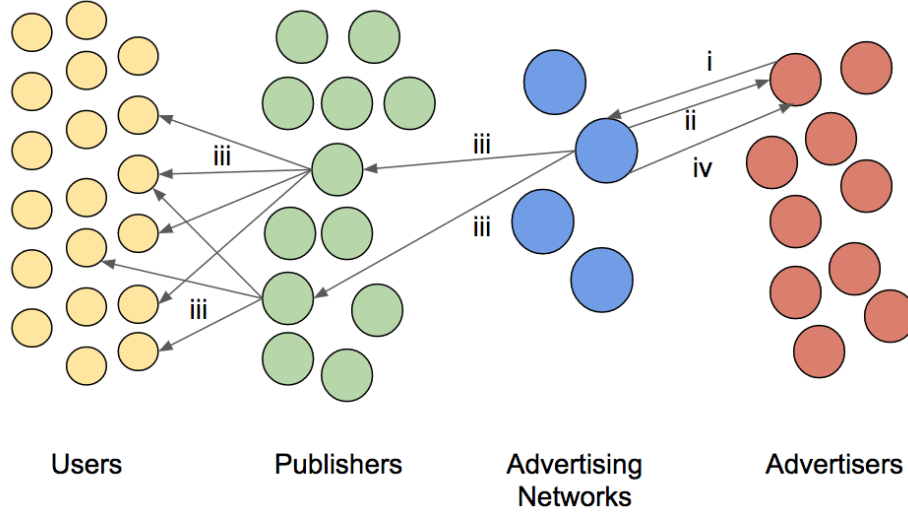 i
ii
iii
iii
iv
iii
iii
Users
Publishers
Advertising
Networks
Advertisers